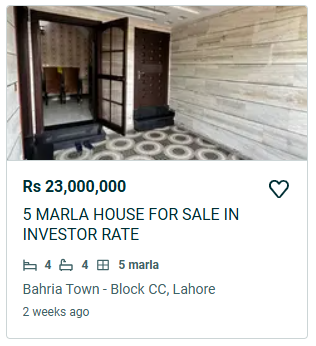 Rs 23,000,000
5 MARLA HOUSE FOR SALE IN
INVESTOR RATE
4 4 5 marla
Bahria Town - Block CC, Lahore
2 weeks ago